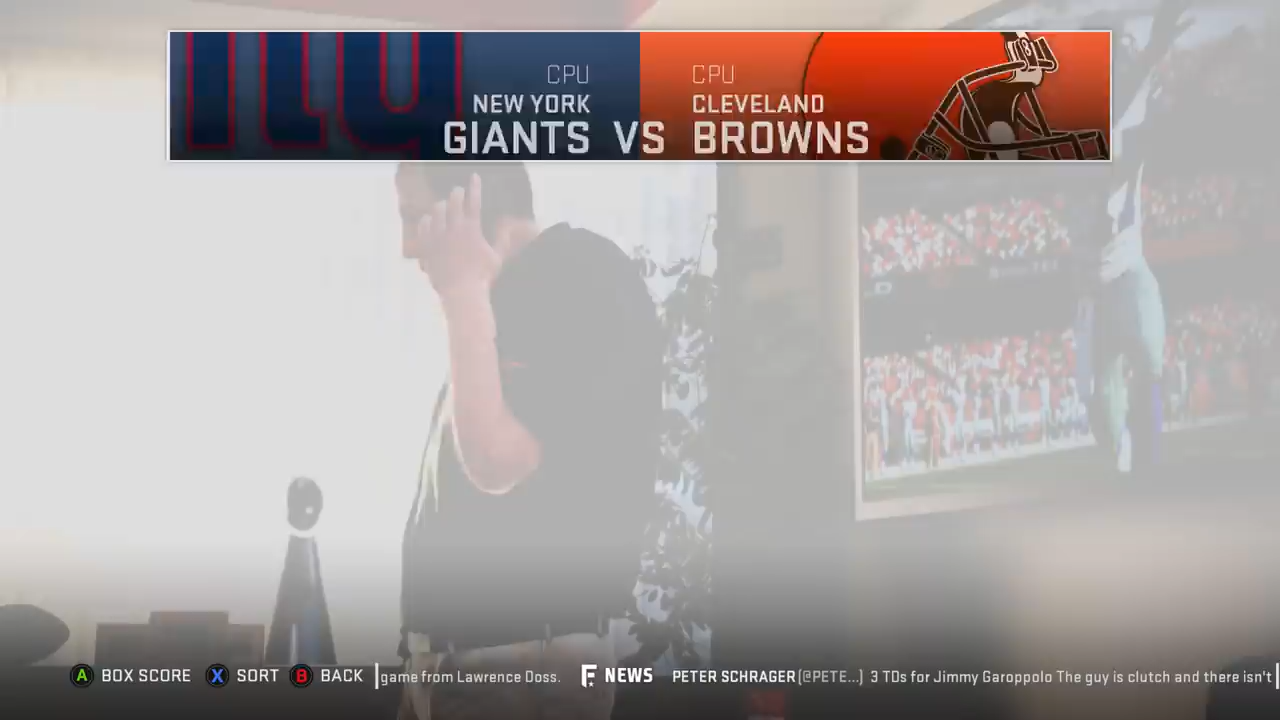 CPU
NEW YORK
GIANTS
VS
CPU
CLEVELAND
BROWNS
A BOX SCORE X SORT B BACK game from Lawrence Doss. NEWS PETER SCHRAGER [@PETE...] 3 TDs for Jimmy Garoppolo The guy is clutch and there isn't